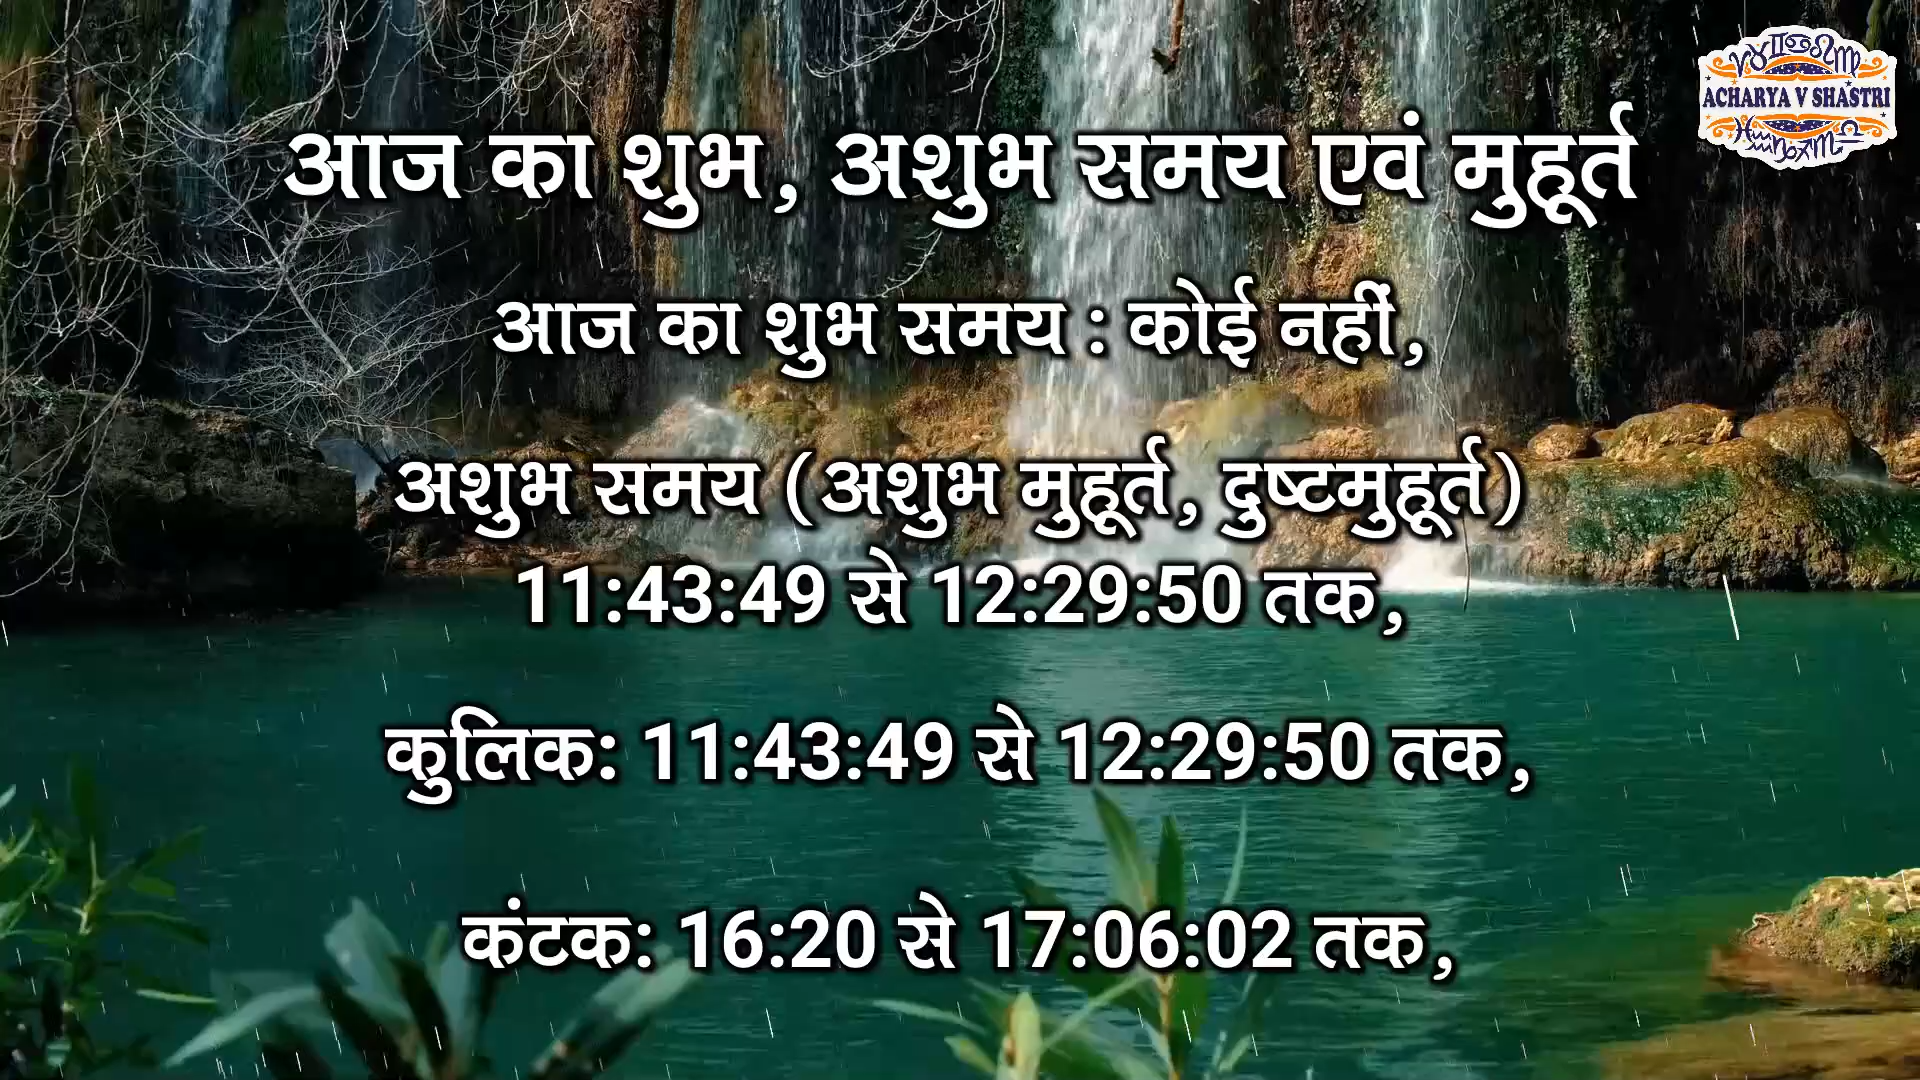 ACHARYA V SHASTRI
आज का शुभ, अशुभ समय एवं मुहूर्त
आज का शुभ समय : कोई नहीं,
अशुभ समय (अशुभ मुहूर्त, दुष्टमुहूर्त)
11:43:49 से 12:29:50 तक,
कुलिक: 11:43:49 से 12:29:50 तक,
कंटक: 16:20 से 17:06:02 तक,